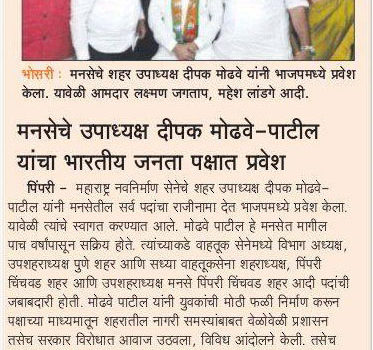 भोसरी : मनसेचे शहर उपाध्यक्ष दीपक मोढवे यांनी भाजपमध्ये प्रवेश
केला. यावेळी आमदार लक्ष्मण जगताप, महेश लांडगे आदी.
मनसेचे उपाध्यक्ष दीपक मोढवे-पाटील
यांचा भारतीय जनता पक्षात प्रवेश
पिंपरी - महाराष्ट्र नवनिर्माण सेनेचे शहर उपाध्यक्ष दीपक मोढवे-
पाटील यांनी मनसेतील सर्व पदांचा राजीनामा देत भाजपमध्ये प्रवेश केला.
यावेळी त्यांचे स्वागत करण्यात आले. मोढवे पाटील हे मनसेत मागील
पाच वर्षांपासून सक्रिय होते. त्यांच्याकडे वाहतूक सेनेमध्ये विभाग अध्यक्ष,
उपशहराध्यक्ष पुणे शहर आणि सध्या वाहतूकसेना शहराध्यक्ष, पिंपरी
चिंचवड शहर आणि उपशहराध्यक्ष मनसे पिंपरी चिंचवड शहर आदी पदांची
जबाबदारी होती. मोढवे पाटील यांनी युवकांची मोठी फळी निर्माण करून
पक्षाच्या माध्यमातून शहरातील नागरी समस्यांबाबत वेळोवेळी प्रशासन
तसेच सरकार विरोधात आवाज उठवला, विविध आंदोलने केली. तसेच